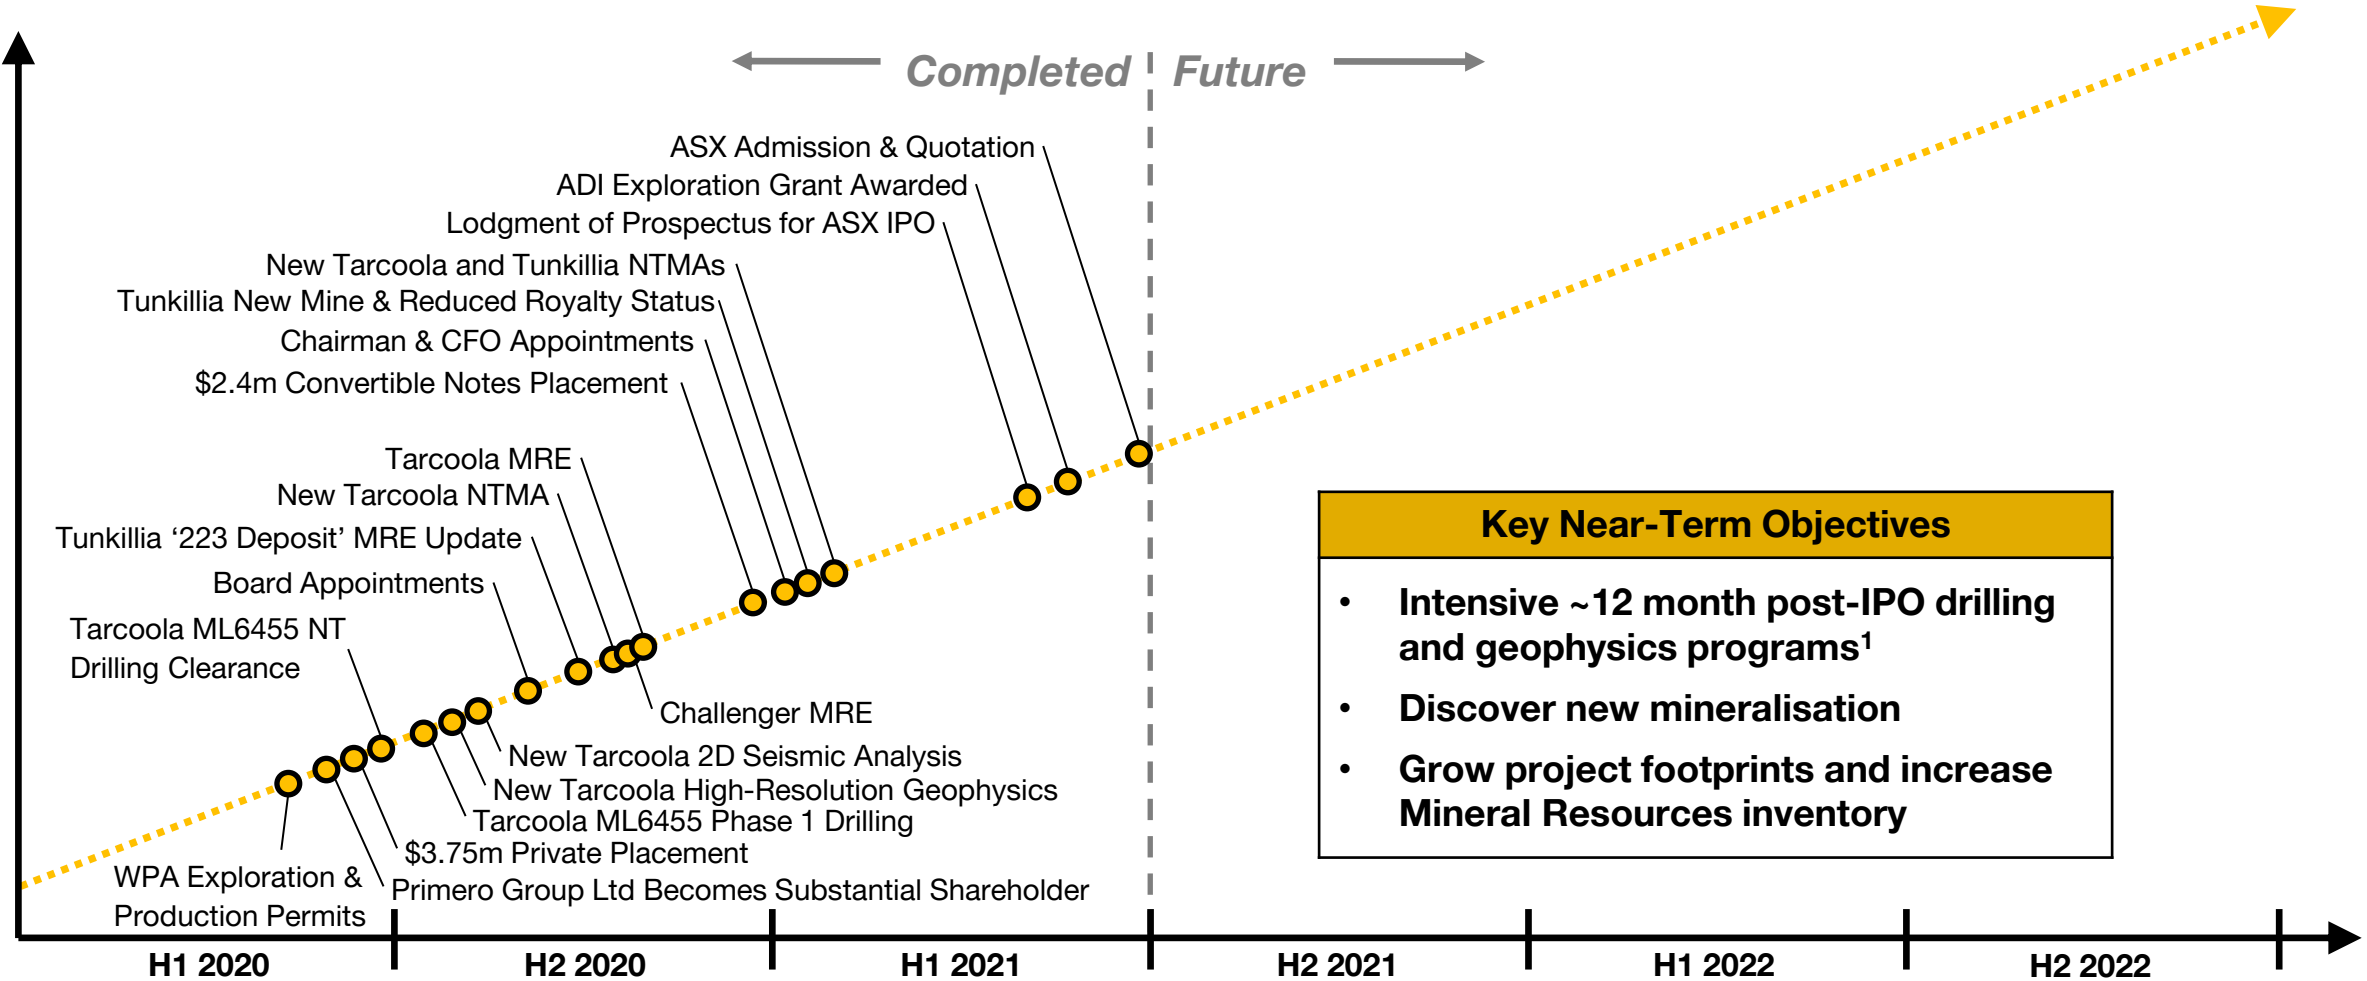 Completed
Future
ASX Admission & Quotation
ADI Exploration Grant Awarded
Lodgment of Prospectus for ASX IPO
New Tarcoola and Tunkillia NTMAs
Tunkillia New Mine & Reduced Royalty Status
Chairman & CFO Appointments
$2.4m Convertible Notes Placement
Tarcoola MRE
New Tarcoola NTMA
Tunkillia ‘223 Deposit’ MRE Update
Board Appointments
Tarcoola ML6455 NT
Drilling Clearance
Challenger MRE
New Tarcoola 2D Seismic Analysis
New Tarcoola High-Resolution Geophysics
Tarcoola ML6455 Phase 1 Drilling
$3.75m Private Placement
Primero Group Ltd Becomes Substantial Shareholder
WPA Exploration &
Production Permits
Key Near-Term Objectives
• Intensive ~12 month post-IPO drilling
and geophysics programs¹
• Discover new mineralisation
• Grow project footprints and increase
Mineral Resources inventory
H1 2020
H2 2020
H1 2021
H2 2021
H1 2022
H2 2022